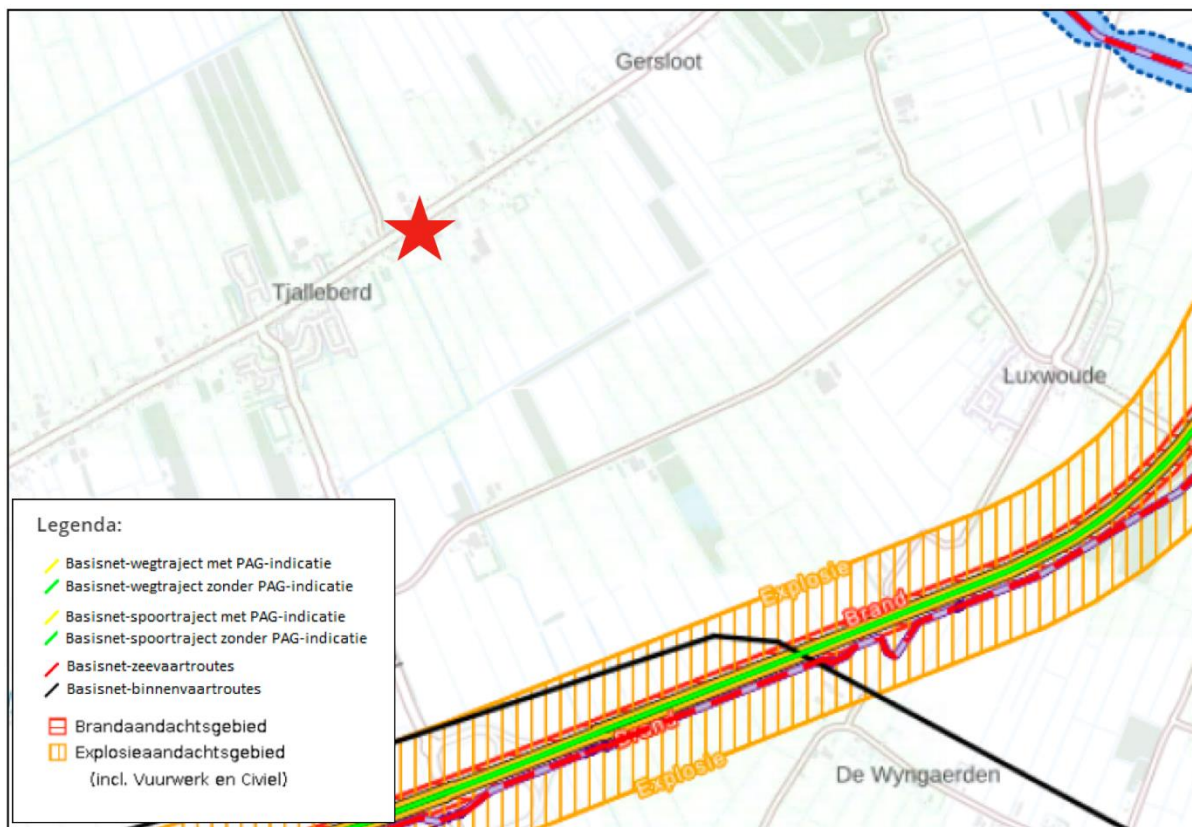 Gersloot
Tjalleberd
Luxwoude
Explosie
Brand
Brand
Explosie
De Wyngaerden
Legenda:
Basisnet-wegtraject met PAG-indicatie
Basisnet-wegtraject zonder PAG-indicatie
Basisnet-spoortraject met PAG-indicatie
Basisnet-spoortraject zonder PAG-indicatie
Basisnet-zeevaartroutes
Basisnet-binnenvaartroutes
Brandaandachtsgebied
Explosieaandachtsgebied
(incl. Vuurwerk en Civiel)